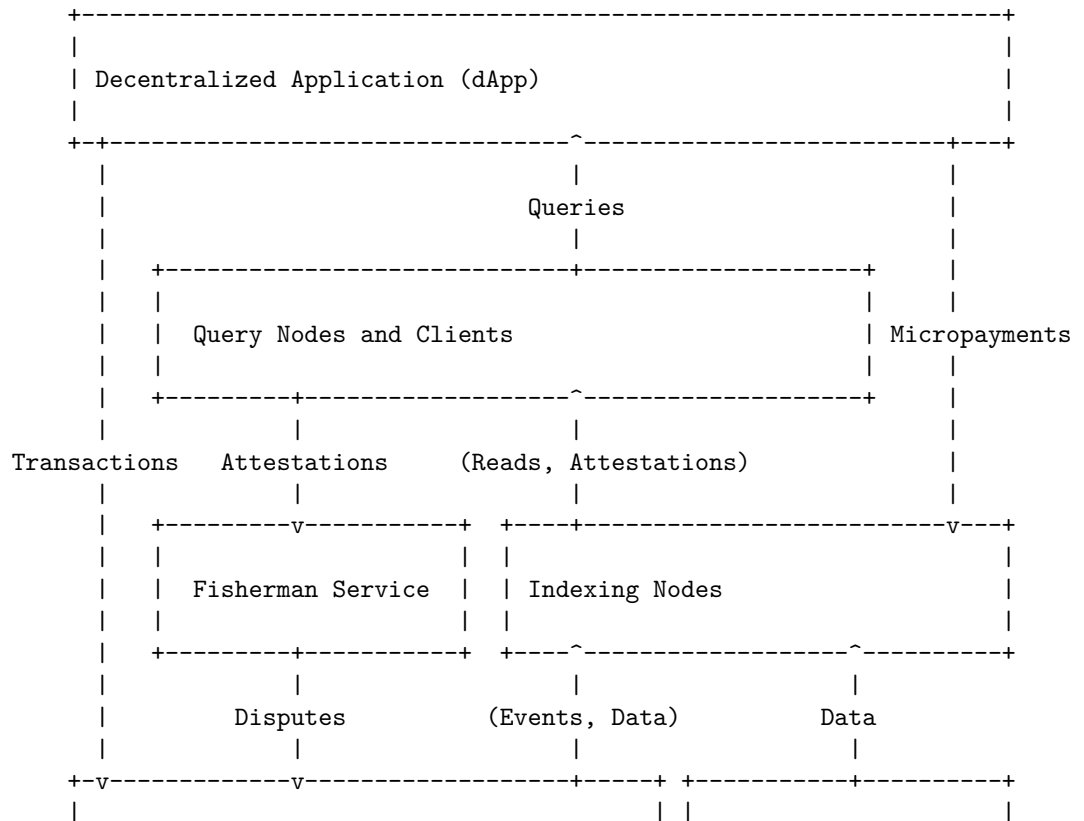 Decentralized Application (dApp)
Queries
Query Nodes and Clients
Micropayments
Transactions Attestations (Reads, Attestations)
Fisherman Service Indexing Nodes
Disputes (Events, Data) Data